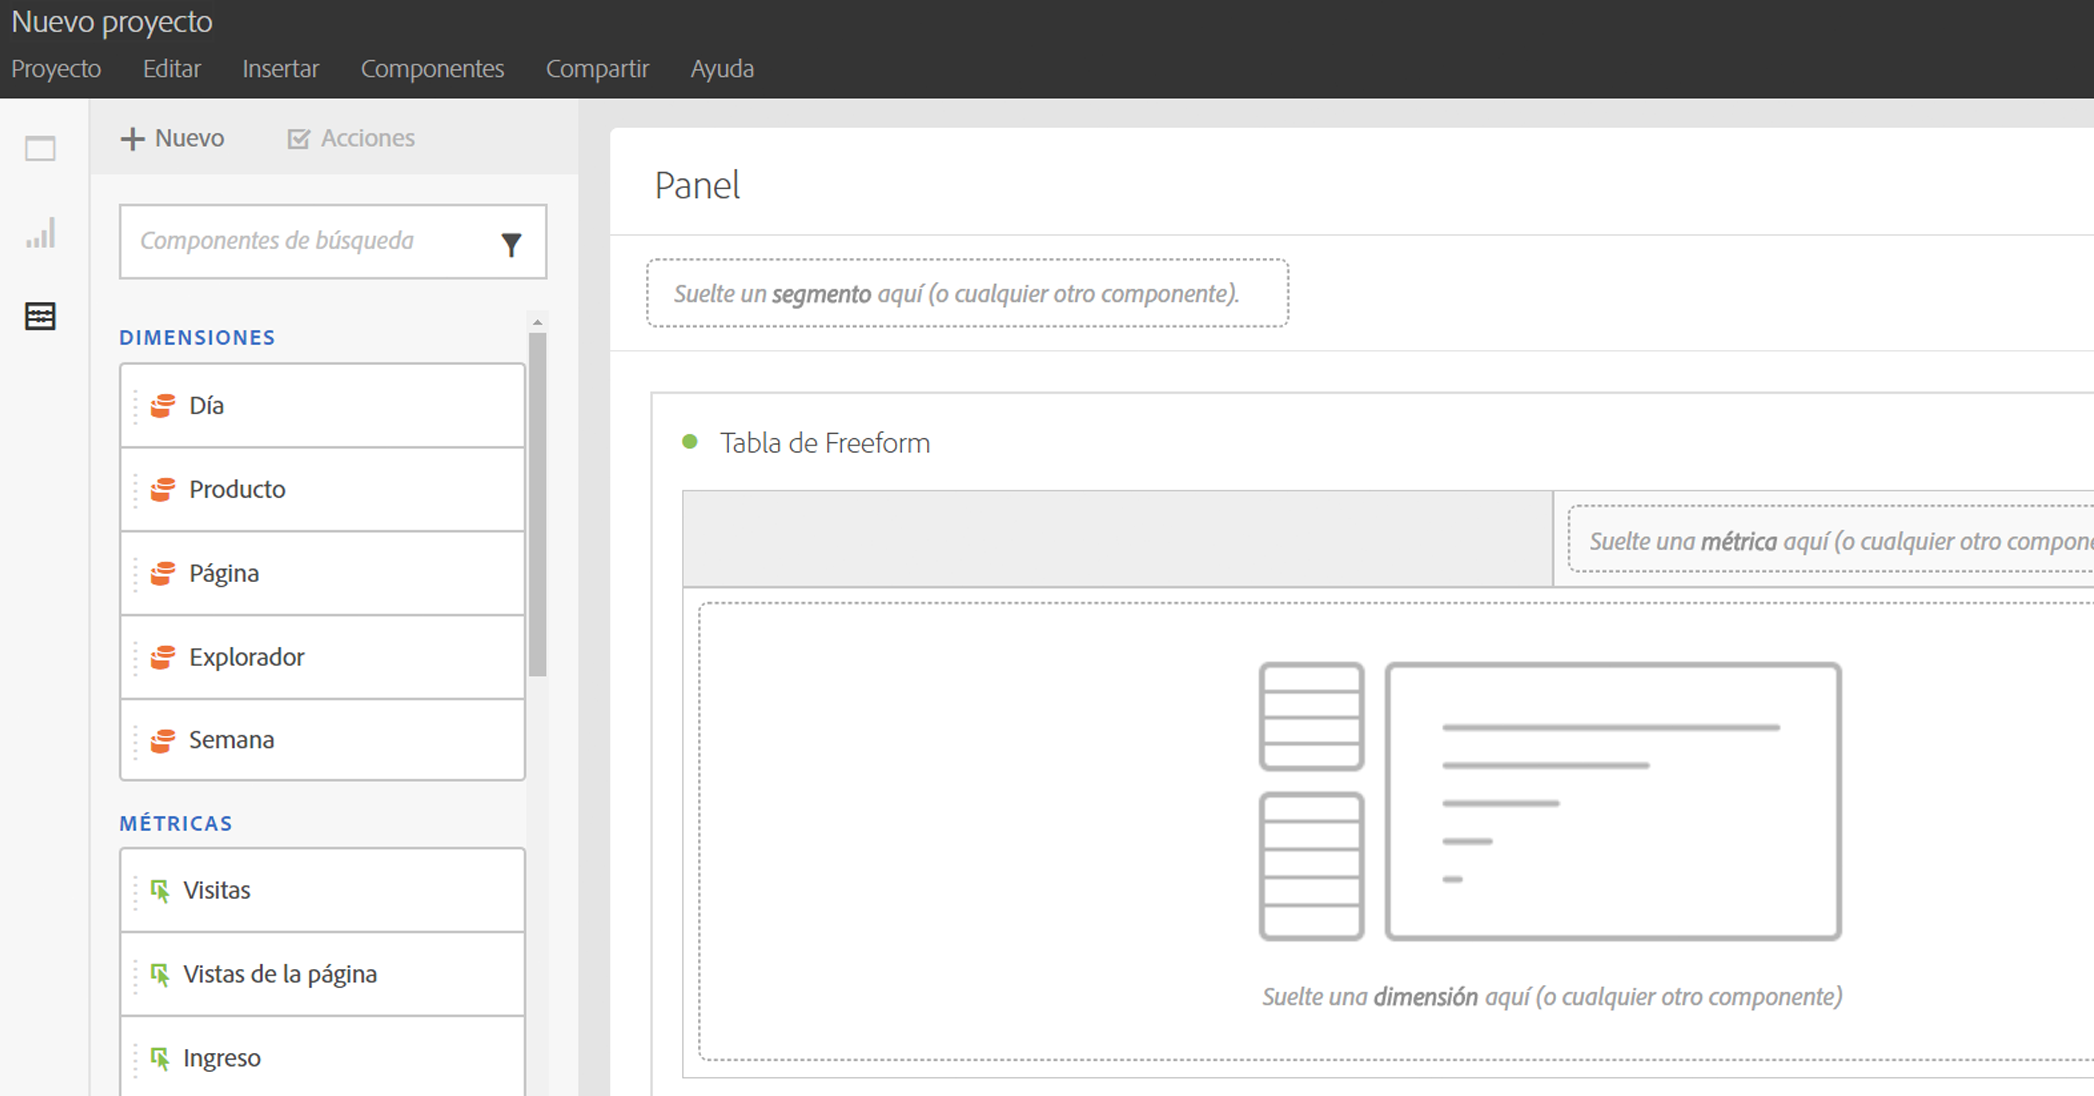 Nuevo proyecto
Proyecto Editar Insertar Componentes Compartir Ayuda
Nuevo Acciones
Componentes de búsqueda
DIMENSIONES
Día
Producto
Página
Explorador
Semana
MÉTRICAS
Visitas
Vistas de la página
Ingreso
Panel
Suelte un segmento aquí (o cualquier otro componente).
Tabla de Freeform
Suelte una métrica aquí (o cualquier otro
Suelte una dimensión aquí (o cualquier otro componente)